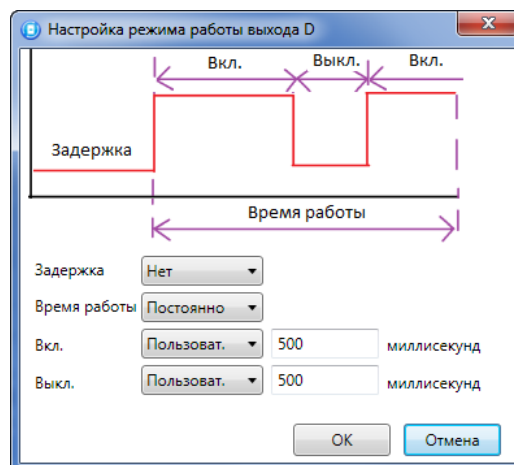 Настройка режима работы выхода D
Вкл. Выкл. Вкл.
Задержка
Время работы
Задержка Нет
Время работы Постоянно
Вкл. Пользоват. 500 миллисекунд
Выкл. Пользоват. 500 миллисекунд
OK Отмена